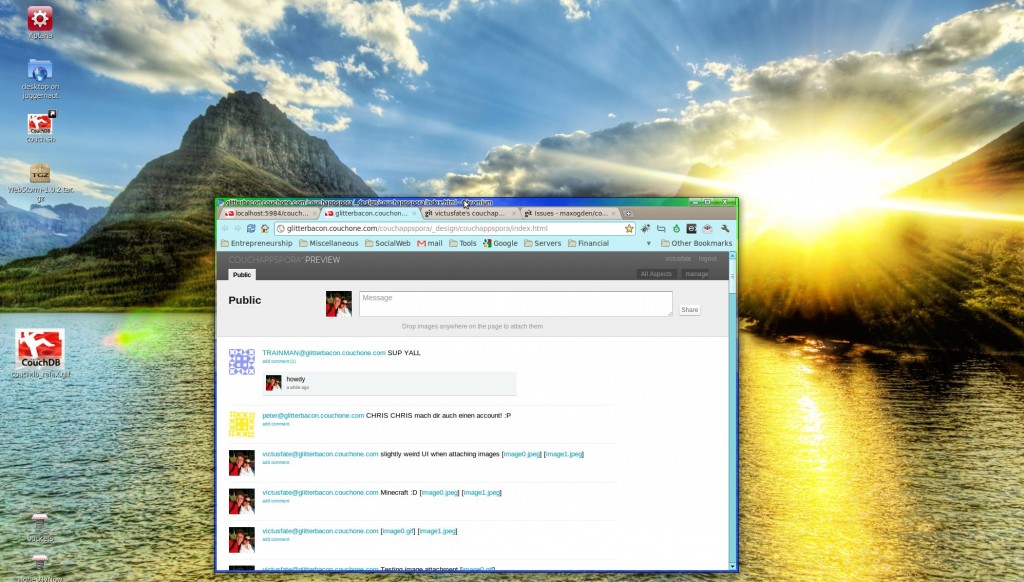 Aptana
desktop on
juggernaut
CouchDB
couch.sh
TGZ
WebStorm-1.0.2.tar.
gz
CouchDB
couchdb_relax.gif
buckets
glitterbacon.couchone.com/couchappspora/_design/couchappspora/index.html - Chromium
localhost:5984/couch...
glitterbacon.couchon...
git victusfate's couchap...
git Issues - maxogden/co...
glitterbacon.couchone.com/couchappspora/_design/couchappspora/index.html
Entrepreneurship Miscellaneous SocialWeb mail Tools Google Servers Financial Other Bookmarks
COUCHAPPSPORA* PREVIEW
victusfate logout
Public
All Aspects manage
Public
Message
Share
Drop images anywhere on the page to attach them
TRAINMAN@glitterbacon.couchone.com SUP YALL
howdy
a while ago
peter@glitterbacon.couchone.com CHRIS CHRIS mach dir auch einen account! :P
add comment
victusfate@glitterbacon.couchone.com slightly weird UI when attaching images [image0.jpeg] [image1.jpeg]
add comment
victusfate@glitterbacon.couchone.com Minecraft :D [image0.jpeg] [image1.jpeg]
add comment
victusfate@glitterbacon.couchone.com [image0.gif] [image1.jpeg]
add comment
victusfate@glitterbacon.couchone.com Testing image attachment [image0.gif]